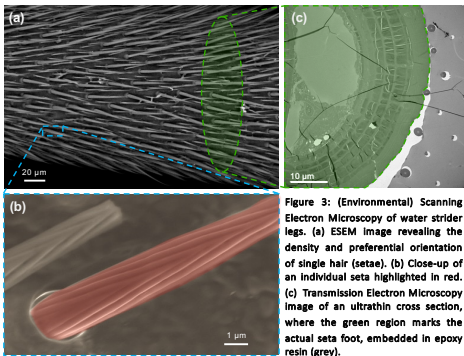 (a)
20 µm
(c)
10 µm
(b)
1 µm
Figure 3: (Environmental) Scanning
Electron Microscopy of water strider
legs. (a) ESEM image revealing the
density and preferential orientation
of single hair (setae). (b) Close-up of
an individual seta highlighted in red.
(c) Transmission Electron Microscopy
image of an ultrathin cross section,
where the green region marks the
actual seta foot, embedded in epoxy
resin (grey).